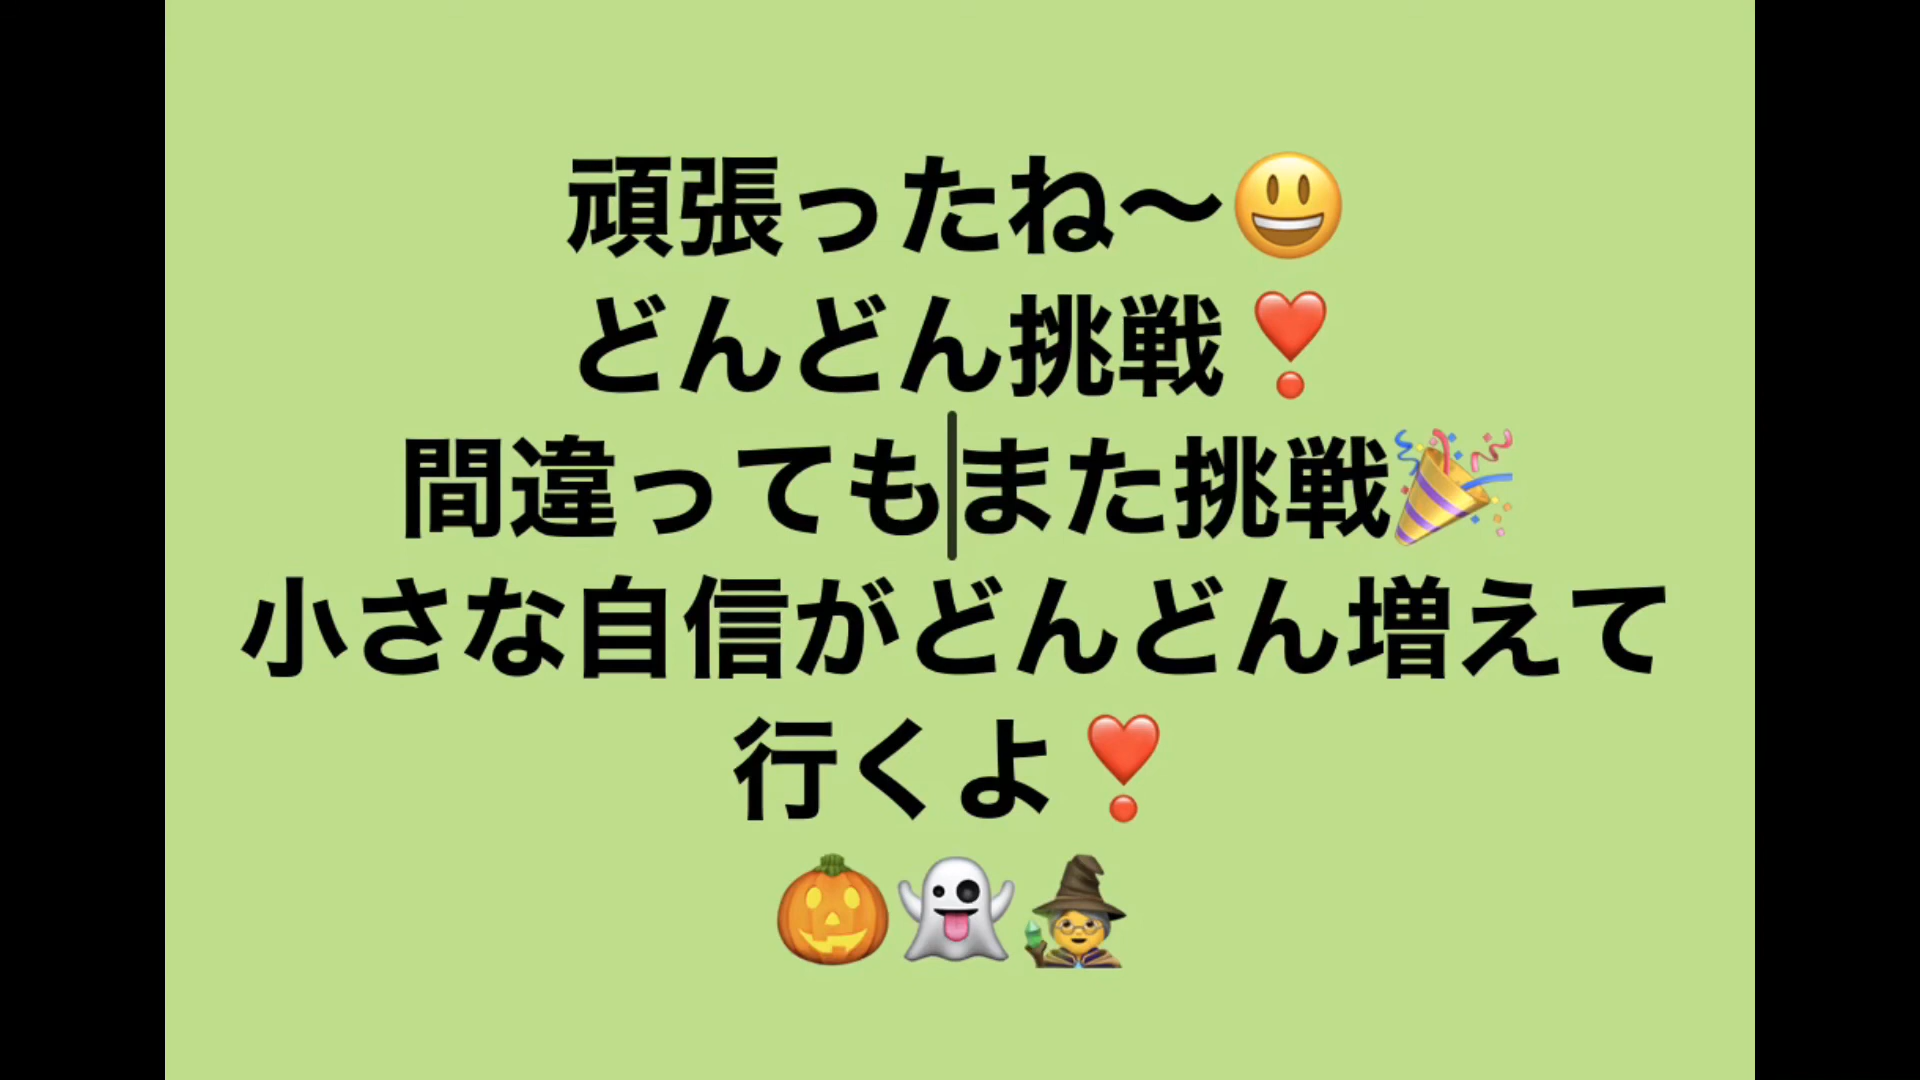 頑張ったね〜😃
どんどん挑戦❣️
間違ってもまた挑戦🎉
小さな自信がどんどん増えて
行くよ❣️
🎃👻🧙